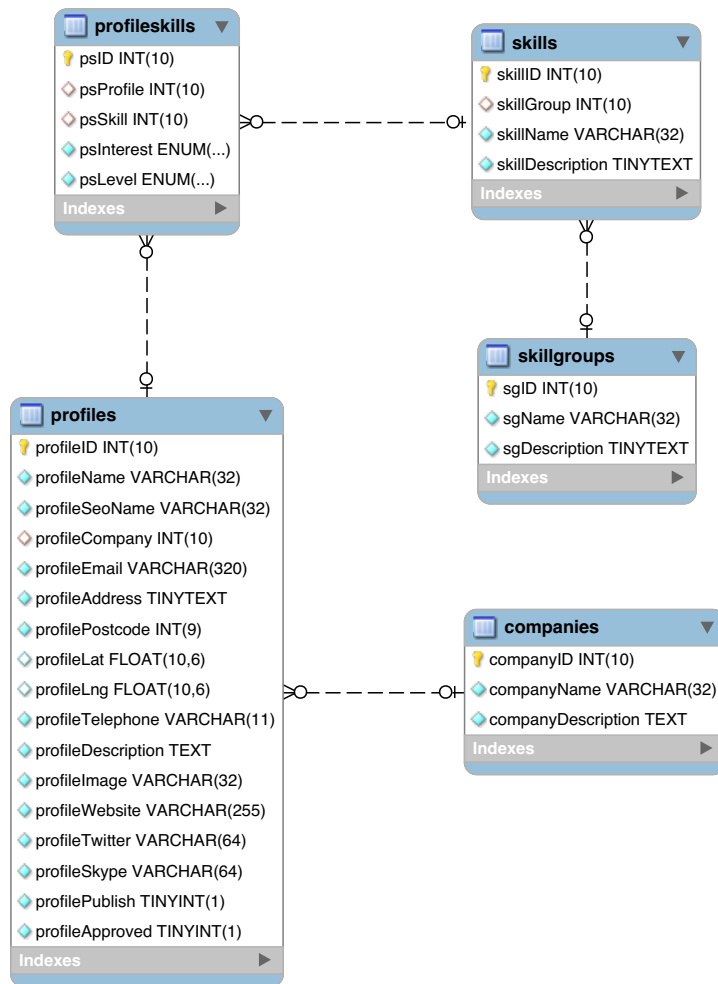 profileskills
psID INT(10)
psProfile INT(10)
psSkill INT(10)
psInterest ENUM(...)
psLevel ENUM(...)
Indexes
skills
skillID INT(10)
skillGroup INT(10)
skillName VARCHAR(32)
skillDescription TINYTEXT
Indexes
skillgroups
sgID INT(10)
sgName VARCHAR(32)
sgDescription TINYTEXT
Indexes
profiles
profileID INT(10)
profileName VARCHAR(32)
profileSeoName VARCHAR(32)
profileCompany INT(10)
profileEmail VARCHAR(320)
profileAddress TINYTEXT
profilePostcode INT(9)
profileLat FLOAT(10,6)
profileLng FLOAT(10,6)
profileTelephone VARCHAR(11)
profileDescription TEXT
profileImage VARCHAR(32)
profileWebsite VARCHAR(255)
profileTwitter VARCHAR(64)
profileSkype VARCHAR(64)
profilePublish TINYINT(1)
profileApproved TINYINT(1)
Indexes
companies
companyID INT(10)
companyName VARCHAR(32)
companyDescription TEXT
Indexes